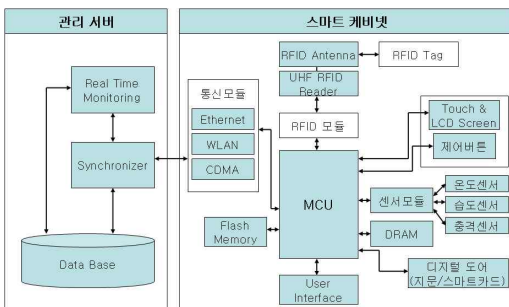 관리 서버
Real Time
Monitoring
Synchronizer
Data Base
스마트 케비넷
RFID Antenna
RFID Tag
UHF RFID
Reader
통신모듈
Ethernet
WLAN
CDMA
RFID 모듈
Touch &
LCD Screen
제어버튼
MCU
센서모듈
온도센서
습도센서
충격센서
Flash
Memory
DRAM
User
Interface
디지털 도어
(지문/스마트카드)